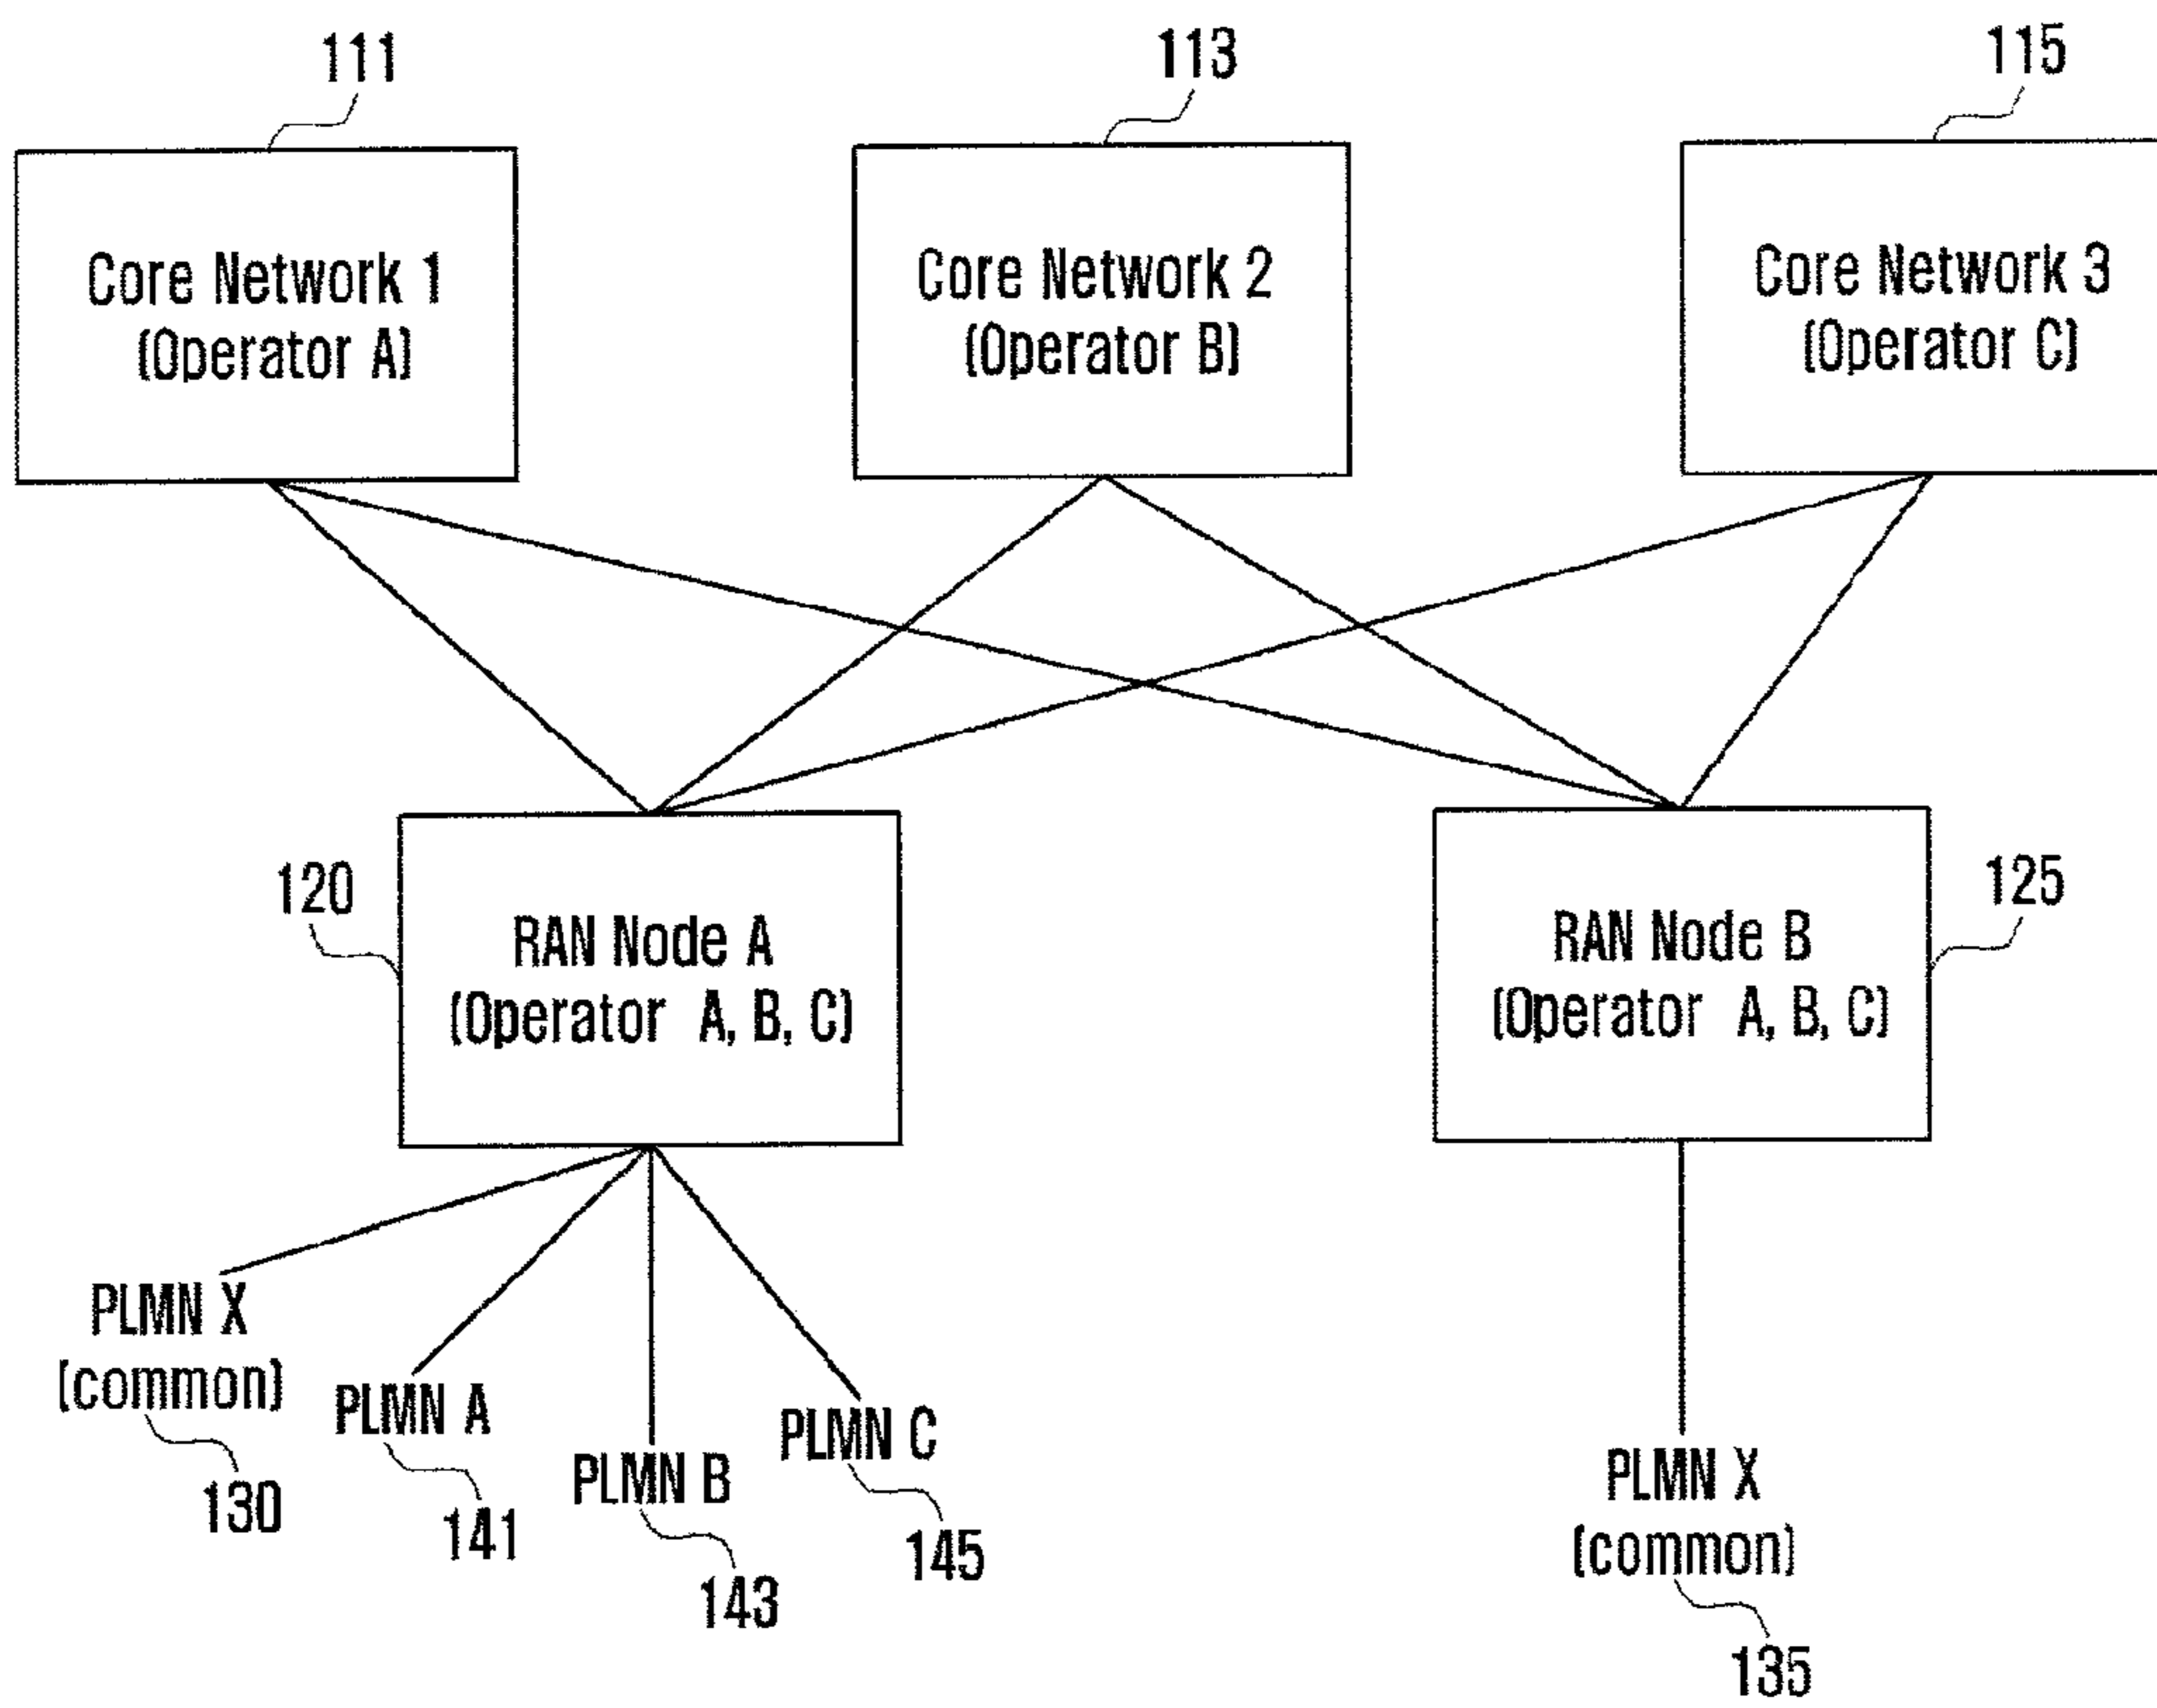 111
113
115
Core Network 1
(Operator A)
Core Network 2
(Operator B)
Core Network 3
(Operator C)
120
RAN Node A
(Operator A, B, C)
RAN Node B
(Operator A, B, C)
125
PLMN X
(common)
130
PLMN A
141
PLMN B
143
PLMN C
145
PLMN X
(common)
135